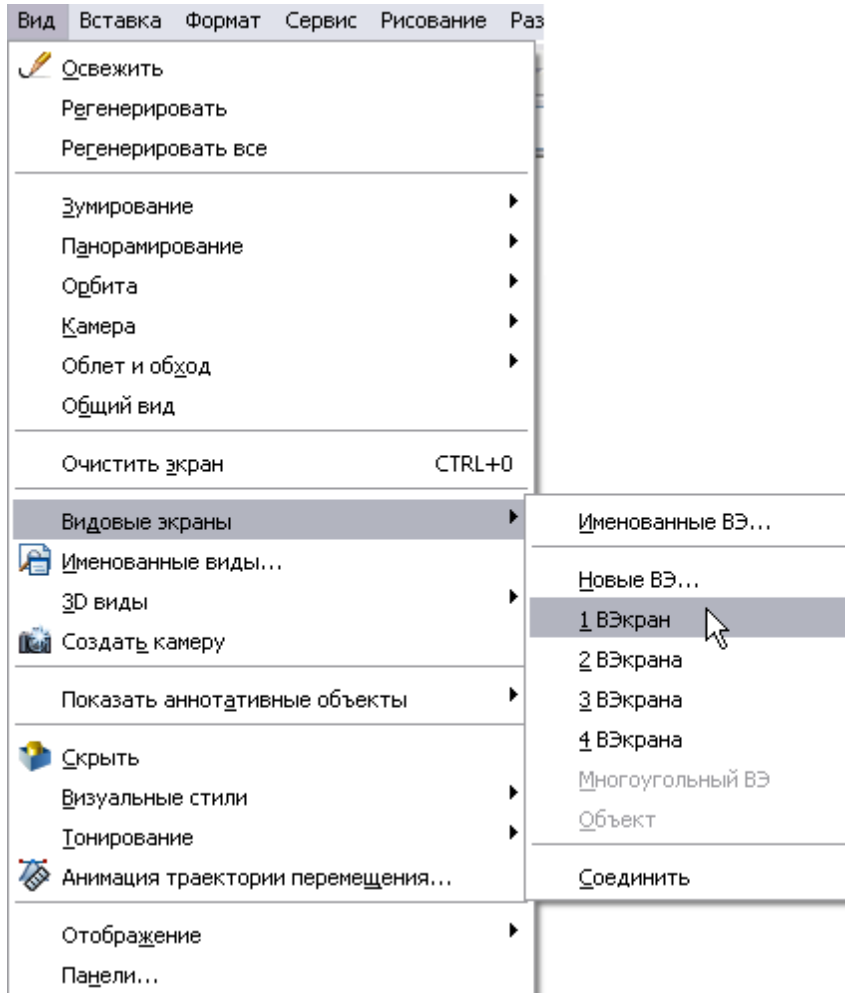 Вид Вставка Формат Сервис Рисование Раз
Освежить
Регенерировать
Регенерировать все
Зумирование
Панорамирование
Орбита
Камера
Облет и обход
Общий вид
Очистить экран CTRL+0
Видовые экраны
Именованные виды...
3D виды
Создать камеру
Показать аннотативные объекты
Скрыть
Визуальные стили
Тонирование
Анимация траектории перемещения...
Отображение
Панели...
Именованные ВЭ...
Новые ВЭ...
1 ВЭкран
2 ВЭкрана
3 ВЭкрана
4 ВЭкрана
Многоугольный ВЭ
Объект
Соединить